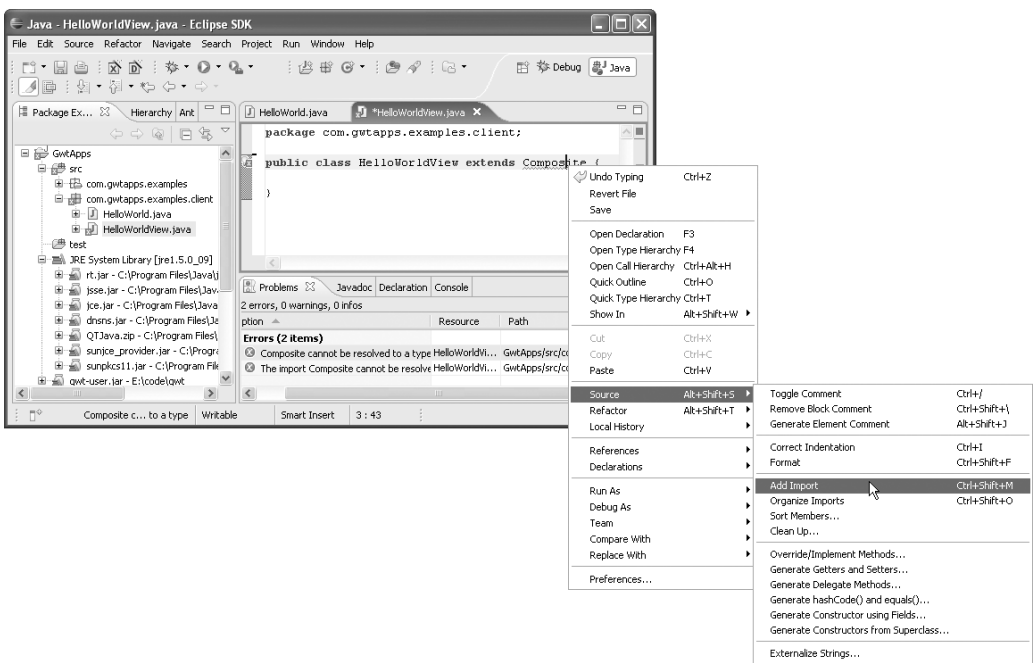 Java - HelloWorldView.java - Eclipse SDK
File Edit Source Refactor Navigate Search Project Run Window Help
Debug Java
Package Ex... Hierarchy Ant
HelloWorld.java *HelloWorldView.java
package com.gwtapps.examples.client;
public class HelloWorldView extends Composite {
}
GwtApps
src
com.gwtapps.examples
com.gwtapps.examples.client
HelloWorld.java
HelloWorldView.java
test
JRE System Library [jre1.5.0_09]
rt.jar - C:\Program Files\Java\j
jsse.jar - C:\Program Files\Jav
jce.jar - C:\Program Files\Java
dnsns.jar - C:\Program Files\Ja
QTJava.zip - C:\Program Files\
sunjce_provider.jar - C:\Progra
sunpkcs11.jar - C:\Program File
gwt-user.jar - E:\code\gwt
Problems Javadoc Declaration Console
2 errors, 0 warnings, 0 infos
ption Resource Path
Errors (2 items)
Composite cannot be resolved to a type HelloWorldVi... GwtApps/src/co
The import Composite cannot be resolve HelloWorldVi... GwtApps/src/co
Composite c... to a type Writable Smart Insert 3 : 43
Undo Typing Ctrl+Z
Revert File
Save
Open Declaration F3
Open Type Hierarchy F4
Open Call Hierarchy Ctrl+Alt+H
Quick Outline Ctrl+O
Quick Type Hierarchy Ctrl+T
Show In Alt+Shift+W
Cut Ctrl+X
Copy Ctrl+C
Paste Ctrl+V
Source Alt+Shift+S
Refactor Alt+Shift+T
Local History
References
Declarations
Run As
Debug As
Team
Compare With
Replace With
Preferences...
Toggle Comment Ctrl+/
Remove Block Comment Ctrl+Shift+\
Generate Element Comment Alt+Shift+J
Correct Indentation Ctrl+I
Format Ctrl+Shift+F
Add Import Ctrl+Shift+M
Organize Imports Ctrl+Shift+O
Sort Members...
Clean Up...
Override/Implement Methods...
Generate Getters and Setters...
Generate Delegate Methods...
Generate hashCode() and equals()...
Generate Constructor using Fields...
Generate Constructors from Superclass...
Externalize Strings...